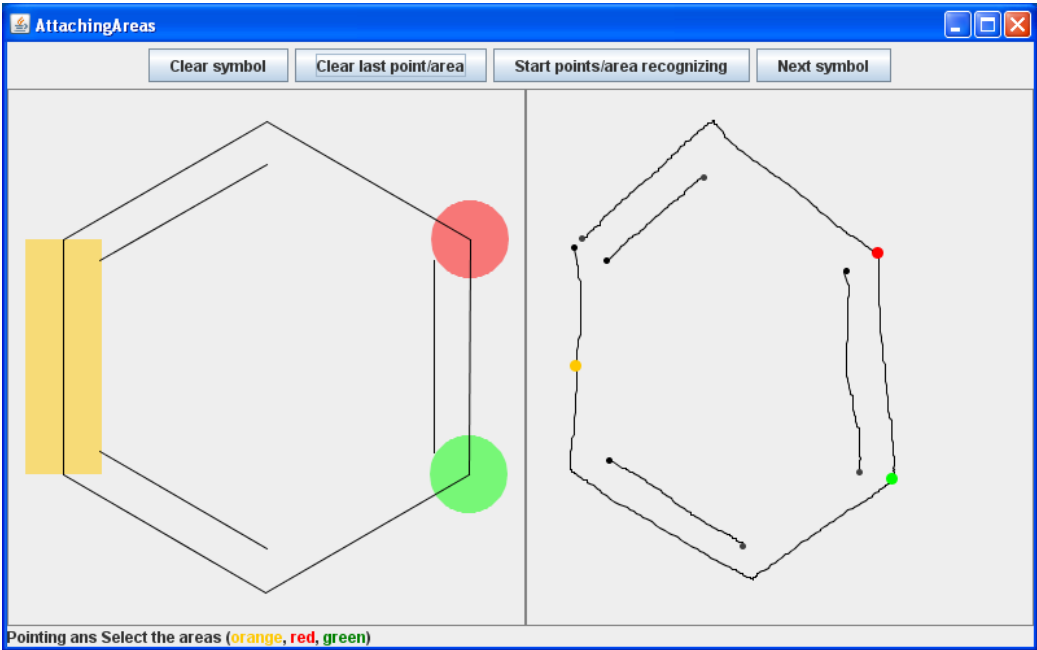 AttachingAreas
Clear symbol Clear last point/area Start points/area recognizing Next symbol
Pointing ans Select the areas (orange, red, green)